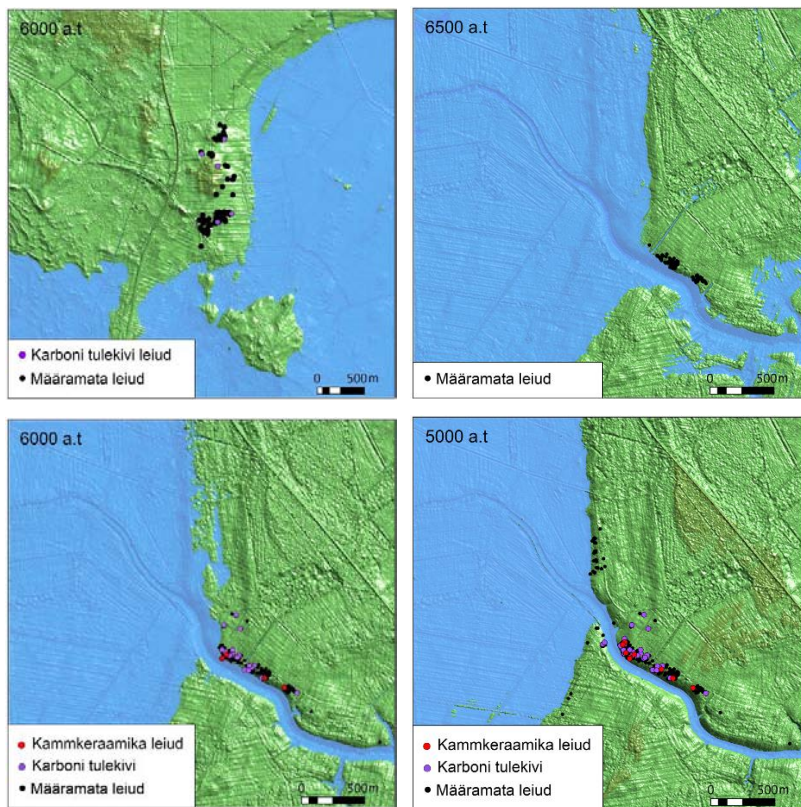 6000 a.t
Karboni tulekivi leiud
Määramata leiud
0 500m
6500 a.t
Määramata leiud
0 500m
6000 a.t
Kammkeraamika leiud
Karboni tulekivi
Määramata leiud
0 500m
5000 a.t
Kammkeraamika leiud
Karboni tulekivi
Määramata leiud
0 500m